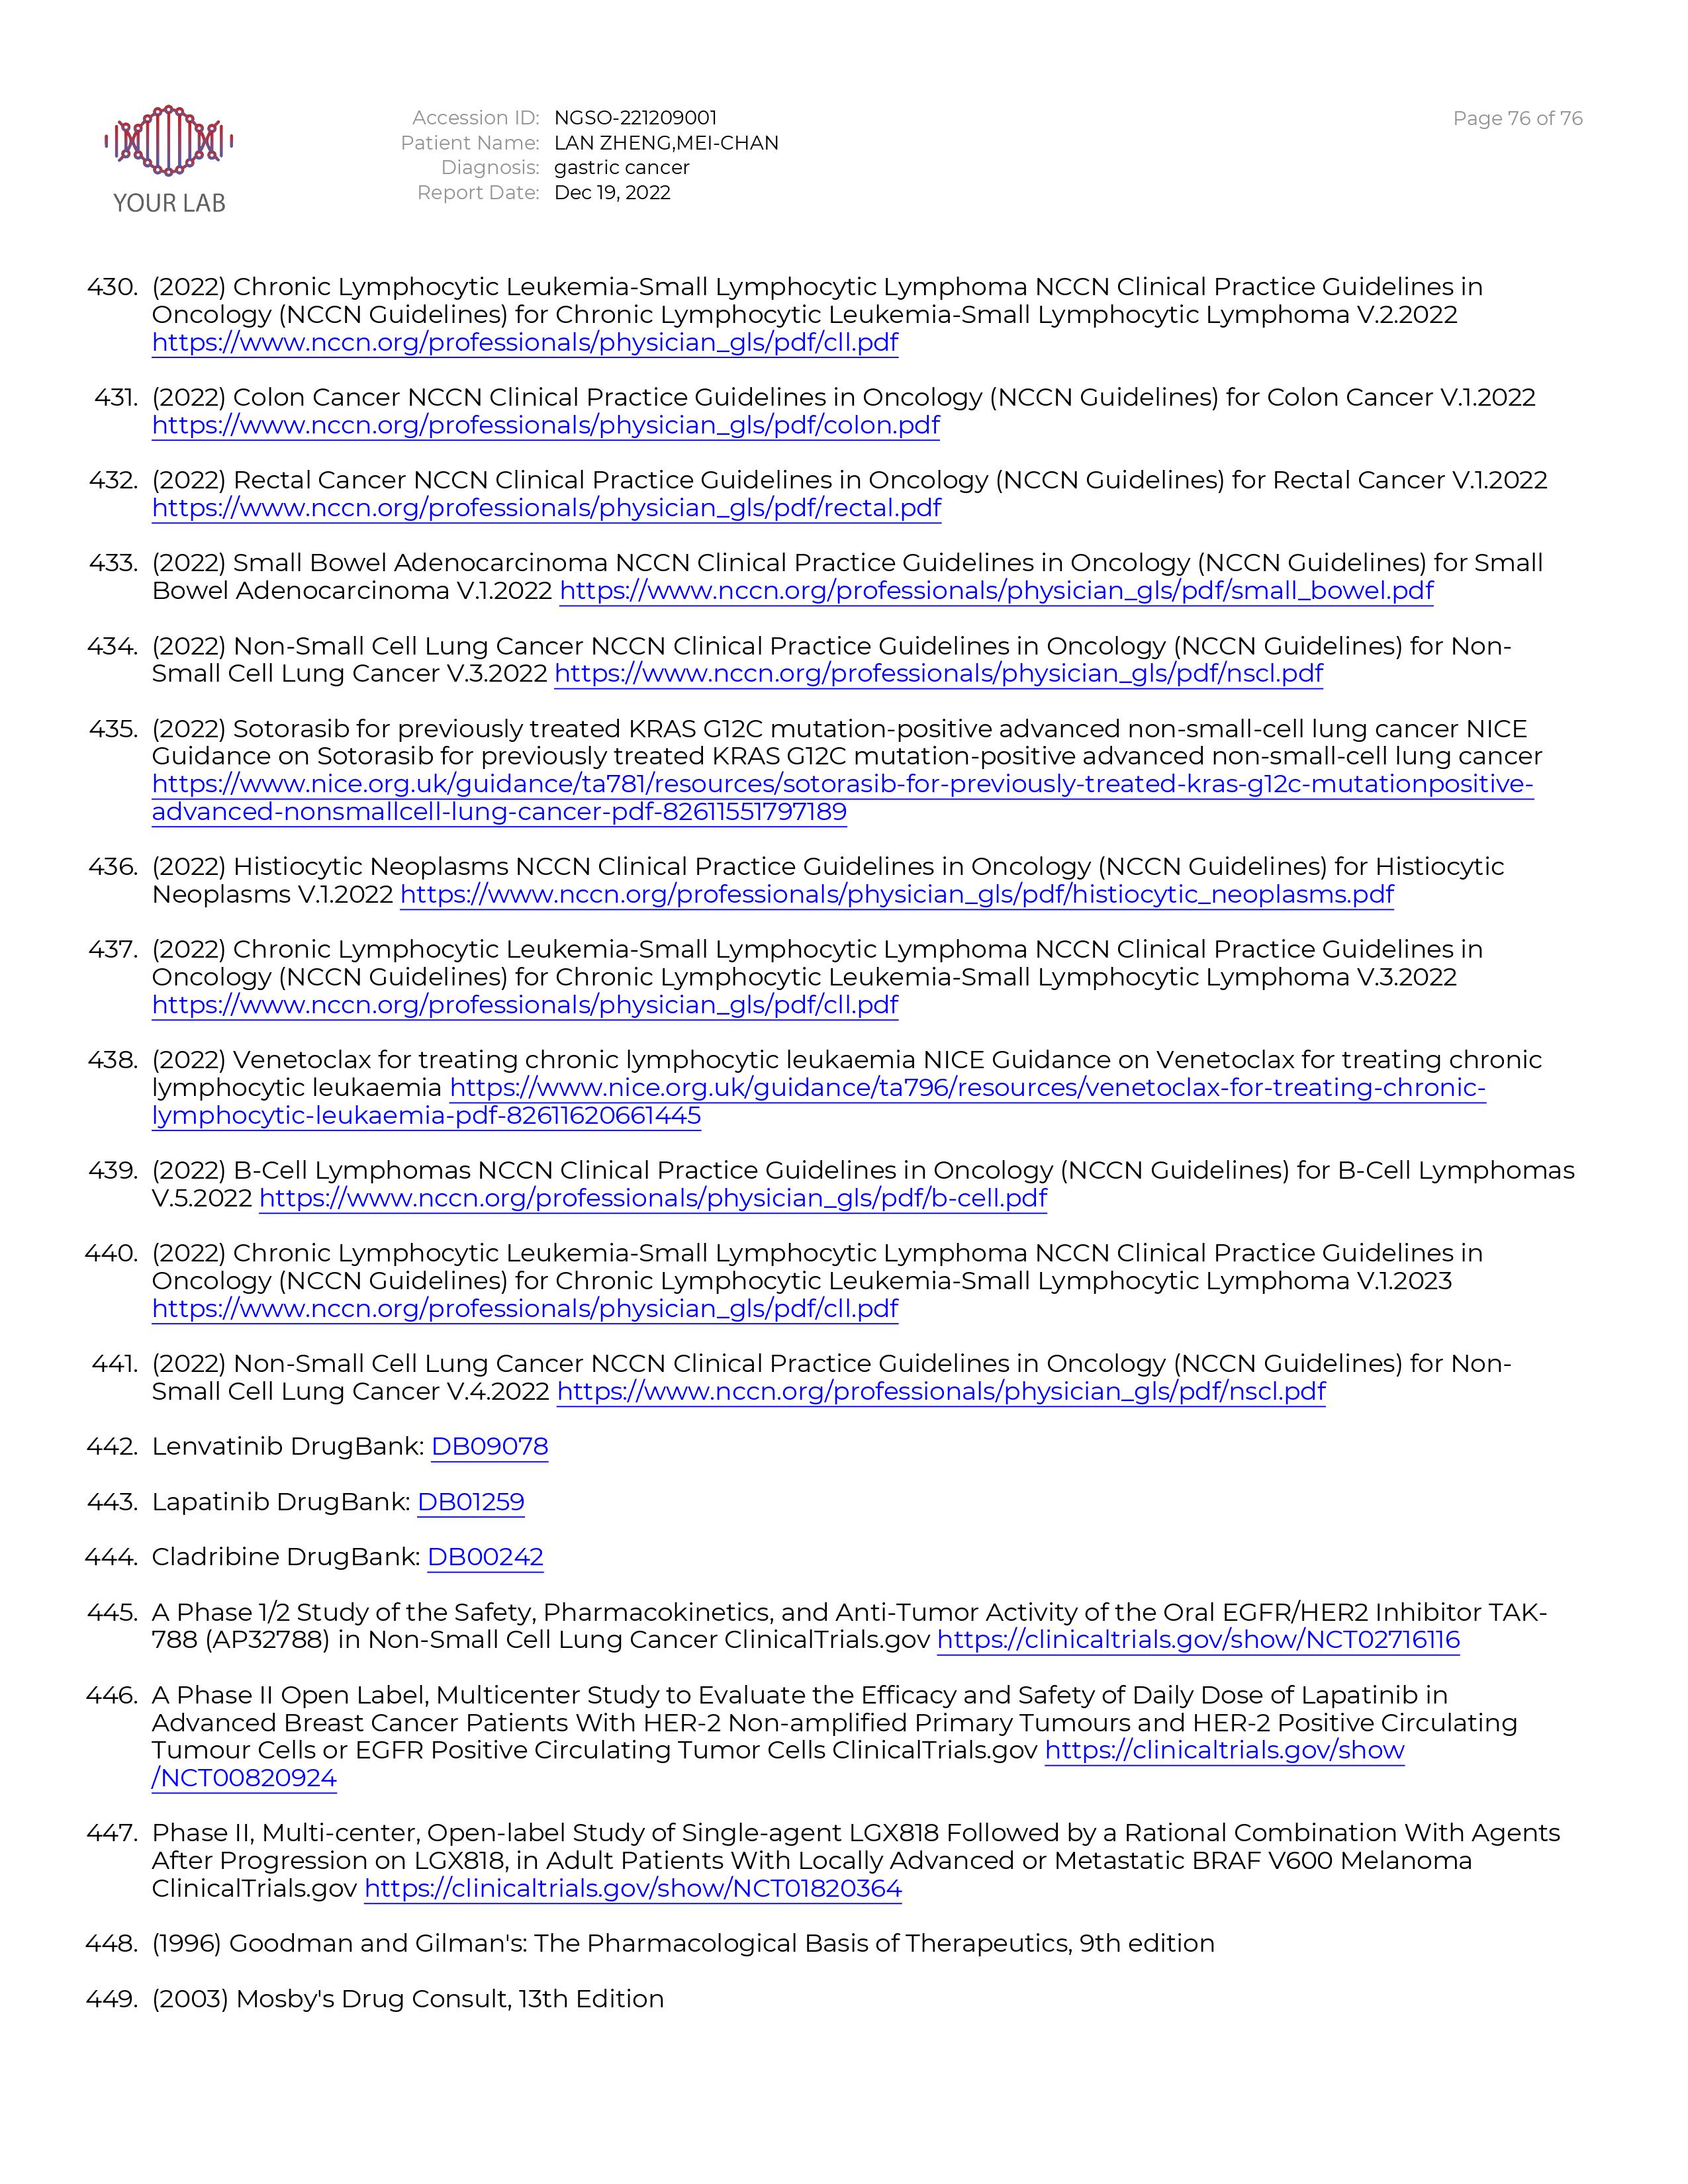 YOUR LAB
Accession ID: NGSO-221209001
Patient Name: LAN ZHENG,MEI-CHAN
Diagnosis: gastric cancer
Report Date: Dec 19, 2022
Page 76 of 76
430. (2022) Chronic Lymphocytic Leukemia-Small Lymphocytic Lymphoma NCCN Clinical Practice Guidelines in
Oncology (NCCN Guidelines) for Chronic Lymphocytic Leukemia-Small Lymphocytic Lymphoma V.2.2022
https://www.nccn.org/professionals/physician_gls/pdf/cll.pdf
431. (2022) Colon Cancer NCCN Clinical Practice Guidelines in Oncology (NCCN Guidelines) for Colon Cancer V.1.2022
https://www.nccn.org/professionals/physician_gls/pdf/colon.pdf
432. (2022) Rectal Cancer NCCN Clinical Practice Guidelines in Oncology (NCCN Guidelines) for Rectal Cancer V.1.2022
https://www.nccn.org/professionals/physician_gls/pdf/rectal.pdf
433. (2022) Small Bowel Adenocarcinoma NCCN Clinical Practice Guidelines in Oncology (NCCN Guidelines) for Small
Bowel Adenocarcinoma V.1.2022 https://www.nccn.org/professionals/physician_gls/pdf/small_bowel.pdf
434. (2022) Non-Small Cell Lung Cancer NCCN Clinical Practice Guidelines in Oncology (NCCN Guidelines) for Non-
Small Cell Lung Cancer V.3.2022 https://www.nccn.org/professionals/physician_gls/pdf/nscl.pdf
435. (2022) Sotorasib for previously treated KRAS G12C mutation-positive advanced non-small-cell lung cancer NICE
Guidance on Sotorasib for previously treated KRAS G12C mutation-positive advanced non-small-cell lung cancer
https://www.nice.org.uk/guidance/ta781/resources/sotorasib-for-previously-treated-kras-g12c-mutationpositive-
advanced-nonsmallcell-lung-cancer-pdf-82611551797189
436. (2022) Histiocytic Neoplasms NCCN Clinical Practice Guidelines in Oncology (NCCN Guidelines) for Histiocytic
Neoplasms V.1.2022 https://www.nccn.org/professionals/physician_gls/pdf/histiocytic_neoplasms.pdf
437. (2022) Chronic Lymphocytic Leukemia-Small Lymphocytic Lymphoma NCCN Clinical Practice Guidelines in
Oncology (NCCN Guidelines) for Chronic Lymphocytic Leukemia-Small Lymphocytic Lymphoma V.3.2022
https://www.nccn.org/professionals/physician_gls/pdf/cll.pdf
438. (2022) Venetoclax for treating chronic lymphocytic leukaemia NICE Guidance on Venetoclax for treating chronic
lymphocytic leukaemia https://www.nice.org.uk/guidance/ta796/resources/venetoclax-for-treating-chronic-
lymphocytic-leukaemia-pdf-82611620661445
439. (2022) B-Cell Lymphomas NCCN Clinical Practice Guidelines in Oncology (NCCN Guidelines) for B-Cell Lymphomas
V.5.2022 https://www.nccn.org/professionals/physician_gls/pdf/b-cell.pdf
440. (2022) Chronic Lymphocytic Leukemia-Small Lymphocytic Lymphoma NCCN Clinical Practice Guidelines in
Oncology (NCCN Guidelines) for Chronic Lymphocytic Leukemia-Small Lymphocytic Lymphoma V.1.2023
https://www.nccn.org/professionals/physician_gls/pdf/cll.pdf
441. (2022) Non-Small Cell Lung Cancer NCCN Clinical Practice Guidelines in Oncology (NCCN Guidelines) for Non-
Small Cell Lung Cancer V.4.2022 https://www.nccn.org/professionals/physician_gls/pdf/nscl.pdf
442. Lenvatinib DrugBank: DB09078
443. Lapatinib DrugBank: DB01259
444. Cladribine DrugBank: DB00242
445. A Phase 1/2 Study of the Safety, Pharmacokinetics, and Anti-Tumor Activity of the Oral EGFR/HER2 Inhibitor TAK-
788 (AP32788) in Non-Small Cell Lung Cancer ClinicalTrials.gov https://clinicaltrials.gov/show/NCT02716116
446. A Phase II Open Label, Multicenter Study to Evaluate the Efficacy and Safety of Daily Dose of Lapatinib in
Advanced Breast Cancer Patients With HER-2 Non-amplified Primary Tumours and HER-2 Positive Circulating
Tumour Cells or EGFR Positive Circulating Tumor Cells ClinicalTrials.gov https://clinicaltrials.gov/show
/NCT00820924
447. Phase II, Multi-center, Open-label Study of Single-agent LGX818 Followed by a Rational Combination With Agents
After Progression on LGX818, in Adult Patients With Locally Advanced or Metastatic BRAF V600 Melanoma
ClinicalTrials.gov https://clinicaltrials.gov/show/NCT01820364
448. (1996) Goodman and Gilman's: The Pharmacological Basis of Therapeutics, 9th edition
449. (2003) Mosby's Drug Consult, 13th Edition